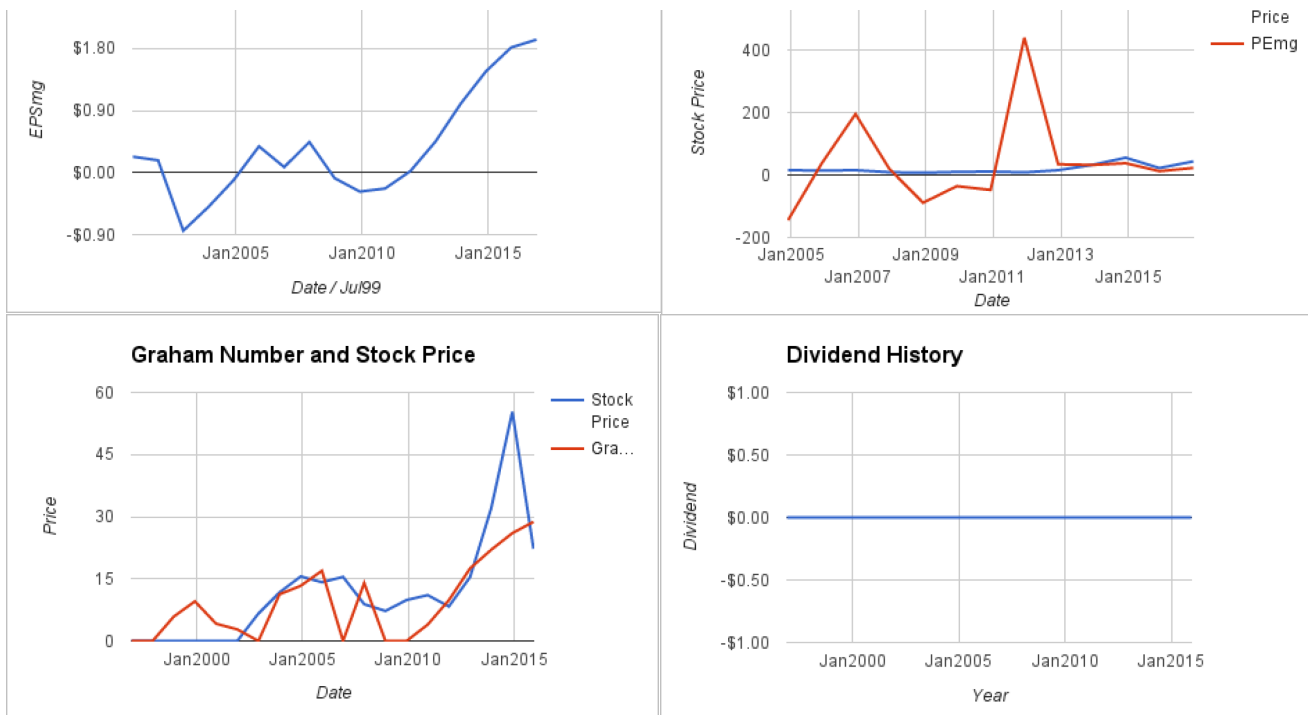 $1.80
$0.90
$0.00
-$0.90
EPSmg
Jan2005 Jan2010 Jan2015
Date / Jul99
400
200
0
-200
Stock Price
Jan2005 Jan2009 Jan2013
Jan2007 Jan2011 Jan2015
Date
Price
PEmg
Graham Number and Stock Price
60
45
30
15
0
Price
Jan2000 Jan2005 Jan2010 Jan2015
Date
Stock
Price
Gra...
Dividend History
$1.00
$0.50
$0.00
-$0.50
-$1.00
Dividend
Jan2000 Jan2005 Jan2010 Jan2015
Year